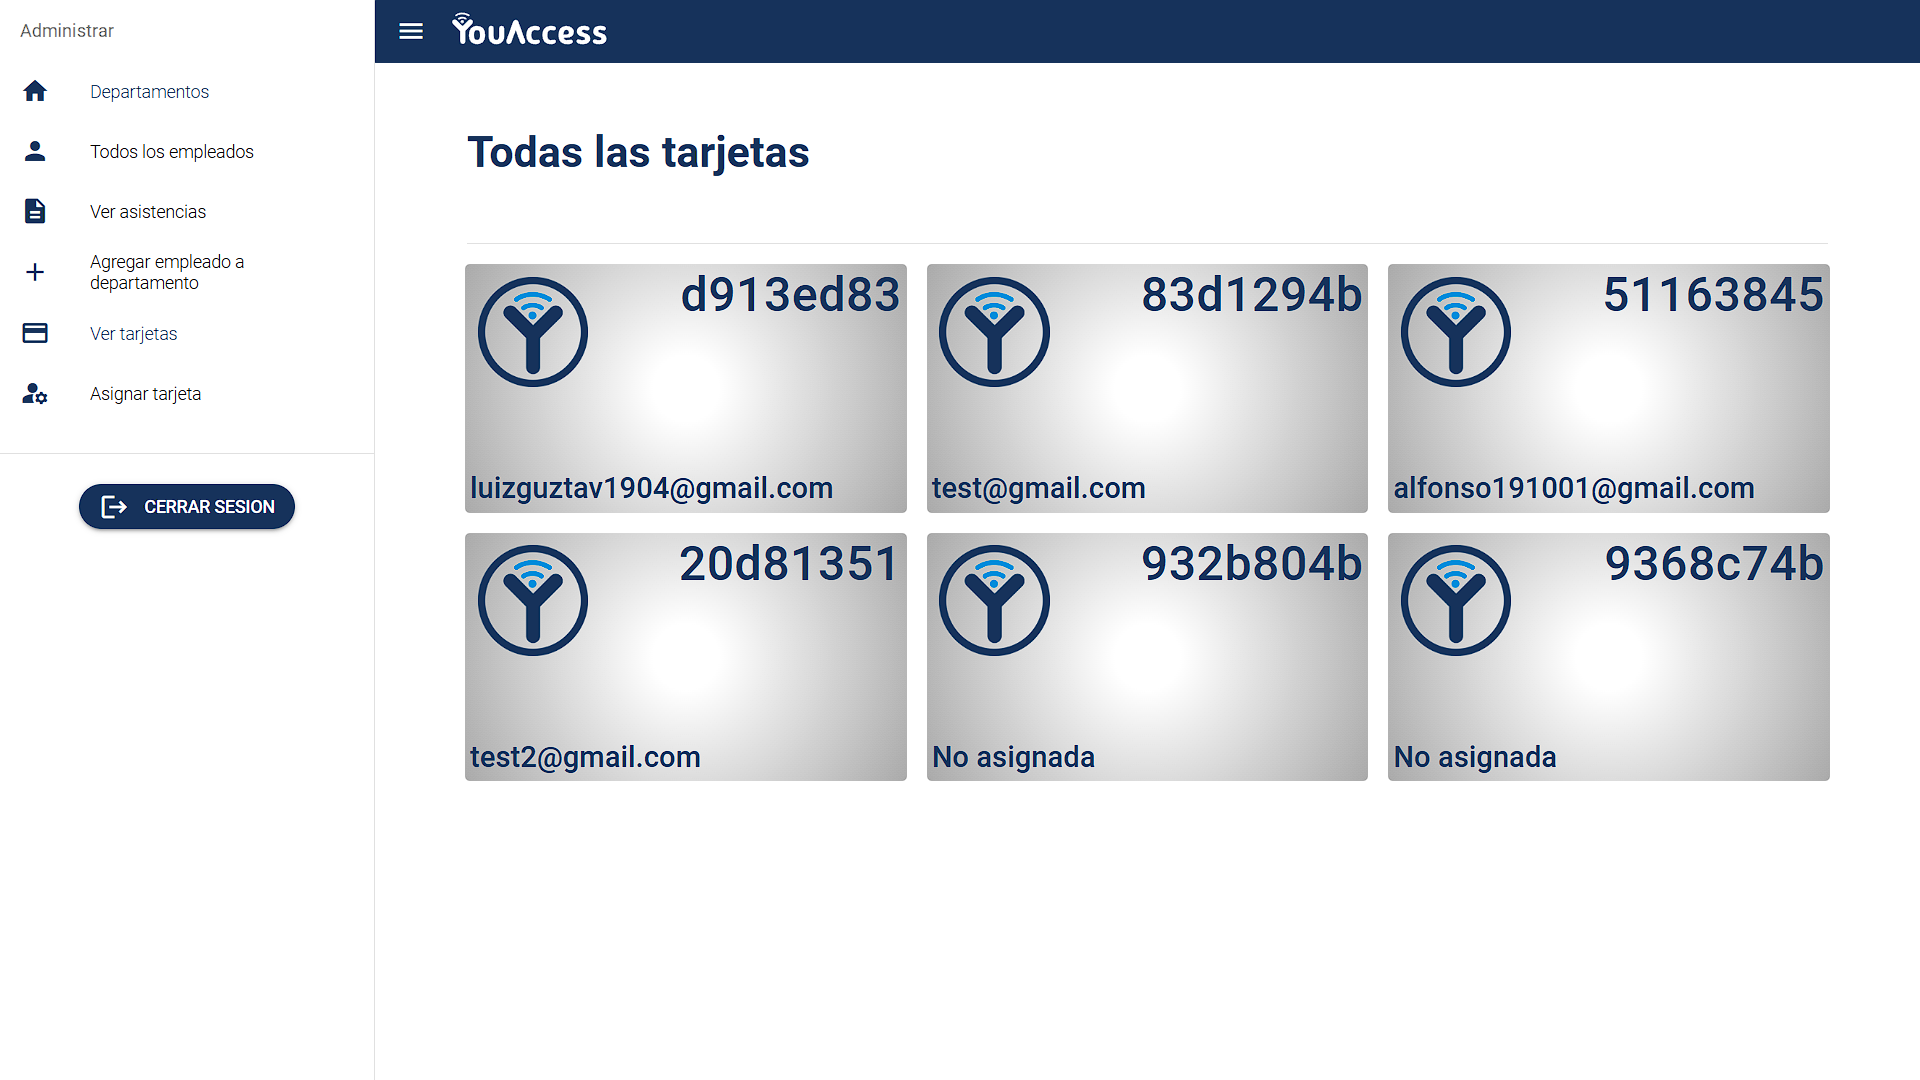 Administrar
Departamentos
Todos los empleados
Ver asistencias
Agregar empleado a
departamento
Ver tarjetas
Asignar tarjeta
CERRAR SESION
YouAccess
Todas las tarjetas
d913ed83
luizguztav1904@gmail.com
83d1294b
test@gmail.com
51163845
alfonso191001@gmail.com
20d81351
test2@gmail.com
932b804b
No asignada
9368c74b
No asignada